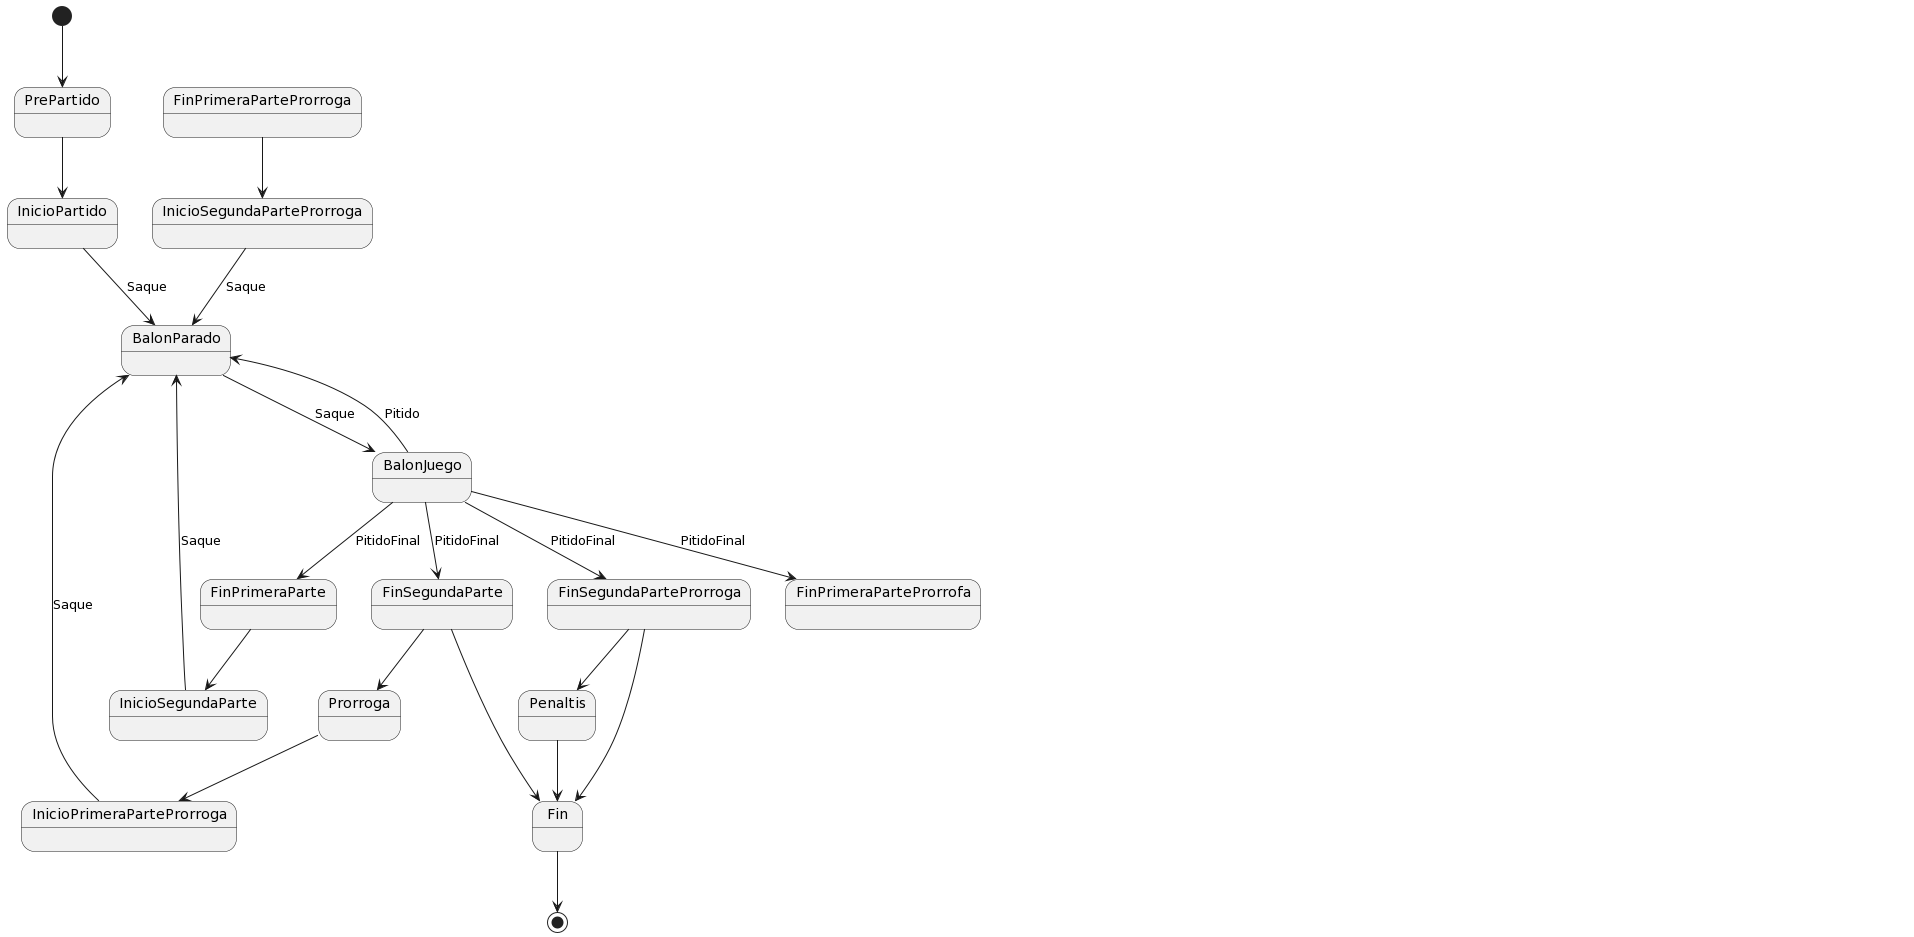 PrePartido
FinPrimeraParteProrroga
InicioPartido
InicioSegundaParteProrroga
Saque
Saque
BalonParado
Saque
Pitido
BalonJuego
Saque
PitidoFinal
PitidoFinal
PitidoFinal
PitidoFinal
Saque
FinPrimeraParte
FinSegundaParte
FinSegundaParteProrroga
FinPrimeraParteProrrofa
InicioSegundaParte
Prorroga
Penaltis
InicioPrimeraParteProrroga
Fin